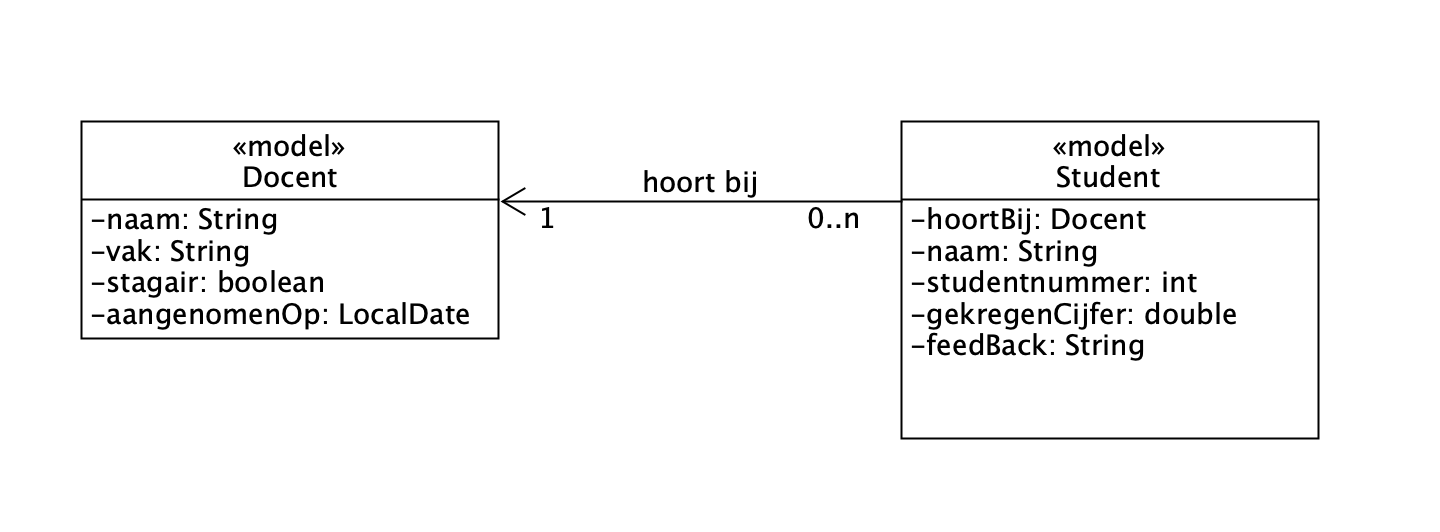 «model»
Docent
-naam: String
-vak: String
-stagair: boolean
-aangenomenOp: LocalDate
hoort bij
1
0..n
«model»
Student
-hoortBij: Docent
-naam: String
-studentnummer: int
-gekregenCijfer: double
-feedBack: String